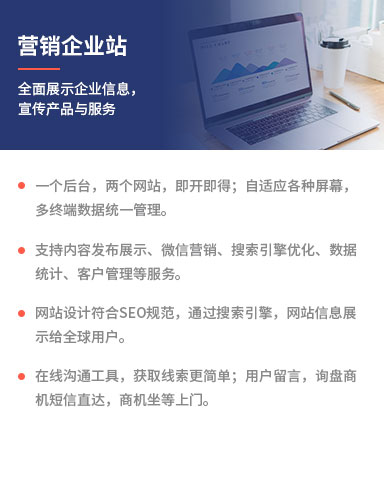 营销企业站
全面展示企业信息，
宣传产品与服务
一个后台，两个网站，即开即得；自适应各种屏幕，
多终端数据统一管理。
支持内容发布展示、微信营销、搜索引擎优化、数据
统计、客户管理等服务。
网站设计符合SEO规范，通过搜索引擎，网站信息展
示给全球用户。
在线沟通工具，获取线索更简单；用户留言，询盘商
机短信直达，商机坐等上门。